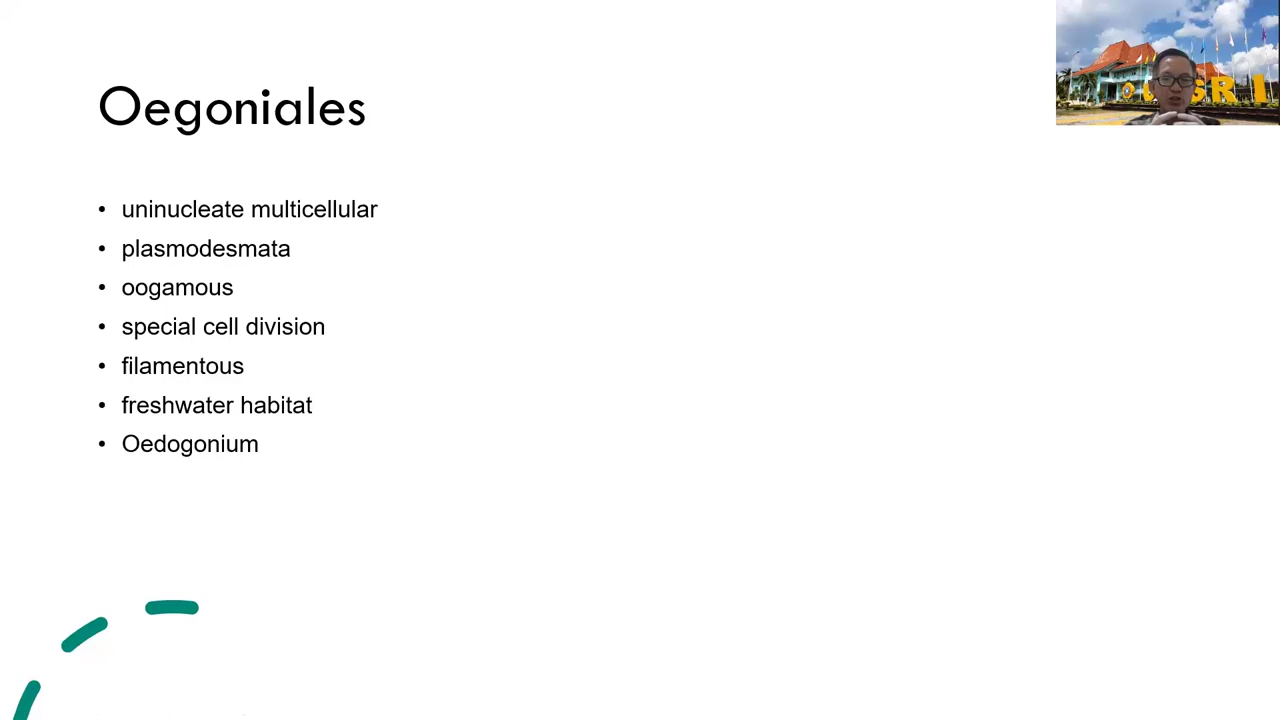 Oegoniales
• uninucleate multicellular
• plasmodesmata
• oogamous
• special cell division
• filamentous
• freshwater habitat
• Oedogonium